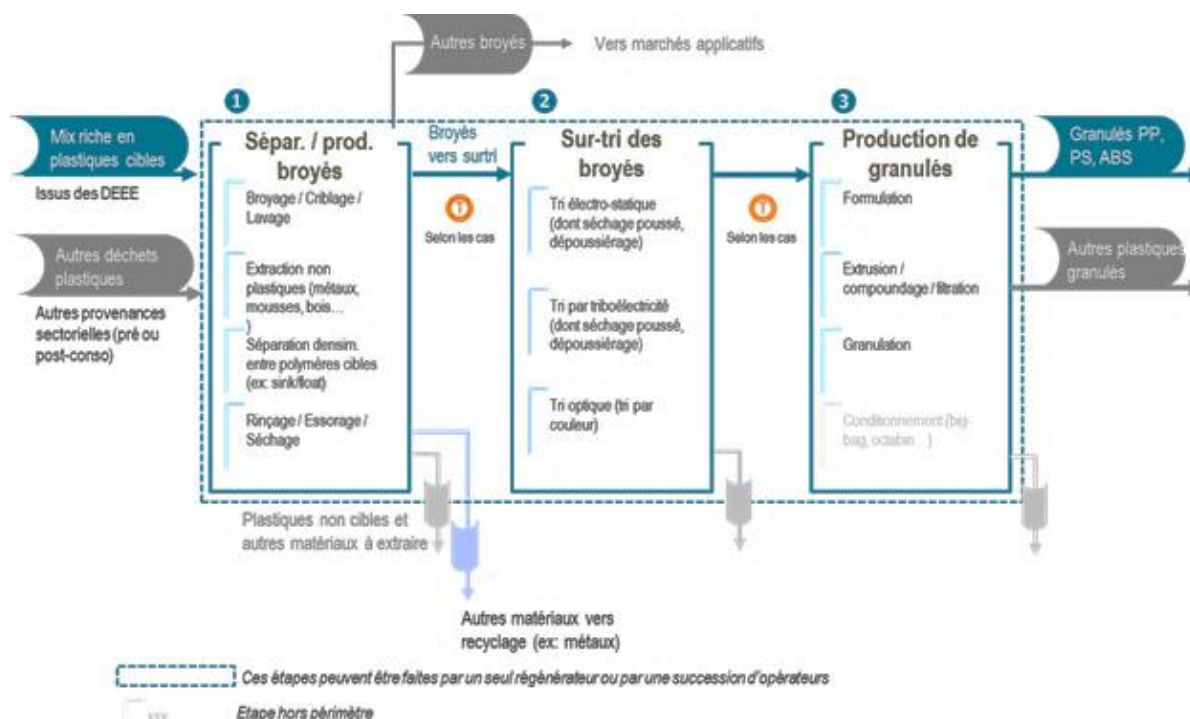 Autres broyés
Vers marchés applicatifs
1
2
3
Mix riche en
plastiques cibles
Issus des DEEE
Autres déchets
plastiques
Autres provenances
sectorielles (pré ou
post-conso)
Sépar. / prod.
broyés
Broyage / Criblage /
Lavage
Extraction non
plastiques (métaux,
mousses, bois…
)
Séparation densim.
entre polymères cibles
(ex: sink/float)
Rinçage / Essorage /
Séchage
Broyés
vers surtri
T
Selon les cas
Sur-tri des
broyés
Tri électro-statique
(dont séchage poussé,
dépoussiérage)
Tri par triboélectricité
(dont séchage poussé,
dépoussiérage)
Tri optique (tri par
couleur)
T
Selon les cas
Production de
granulés
Formulation
Extrusion /
compoundage / filtration
Granulation
Conditionnement (big-
bag, octabin…)
Granulés PP,
PS, ABS
Autres plastiques
granulés
Plastiques non cibles et
autres matériaux à extraire
Autres matériaux vers
recyclage (ex: métaux)
Ces étapes peuvent être faites par un seul régénérateur ou par une succession d'opérateurs
xxx
Etape hors périmètre